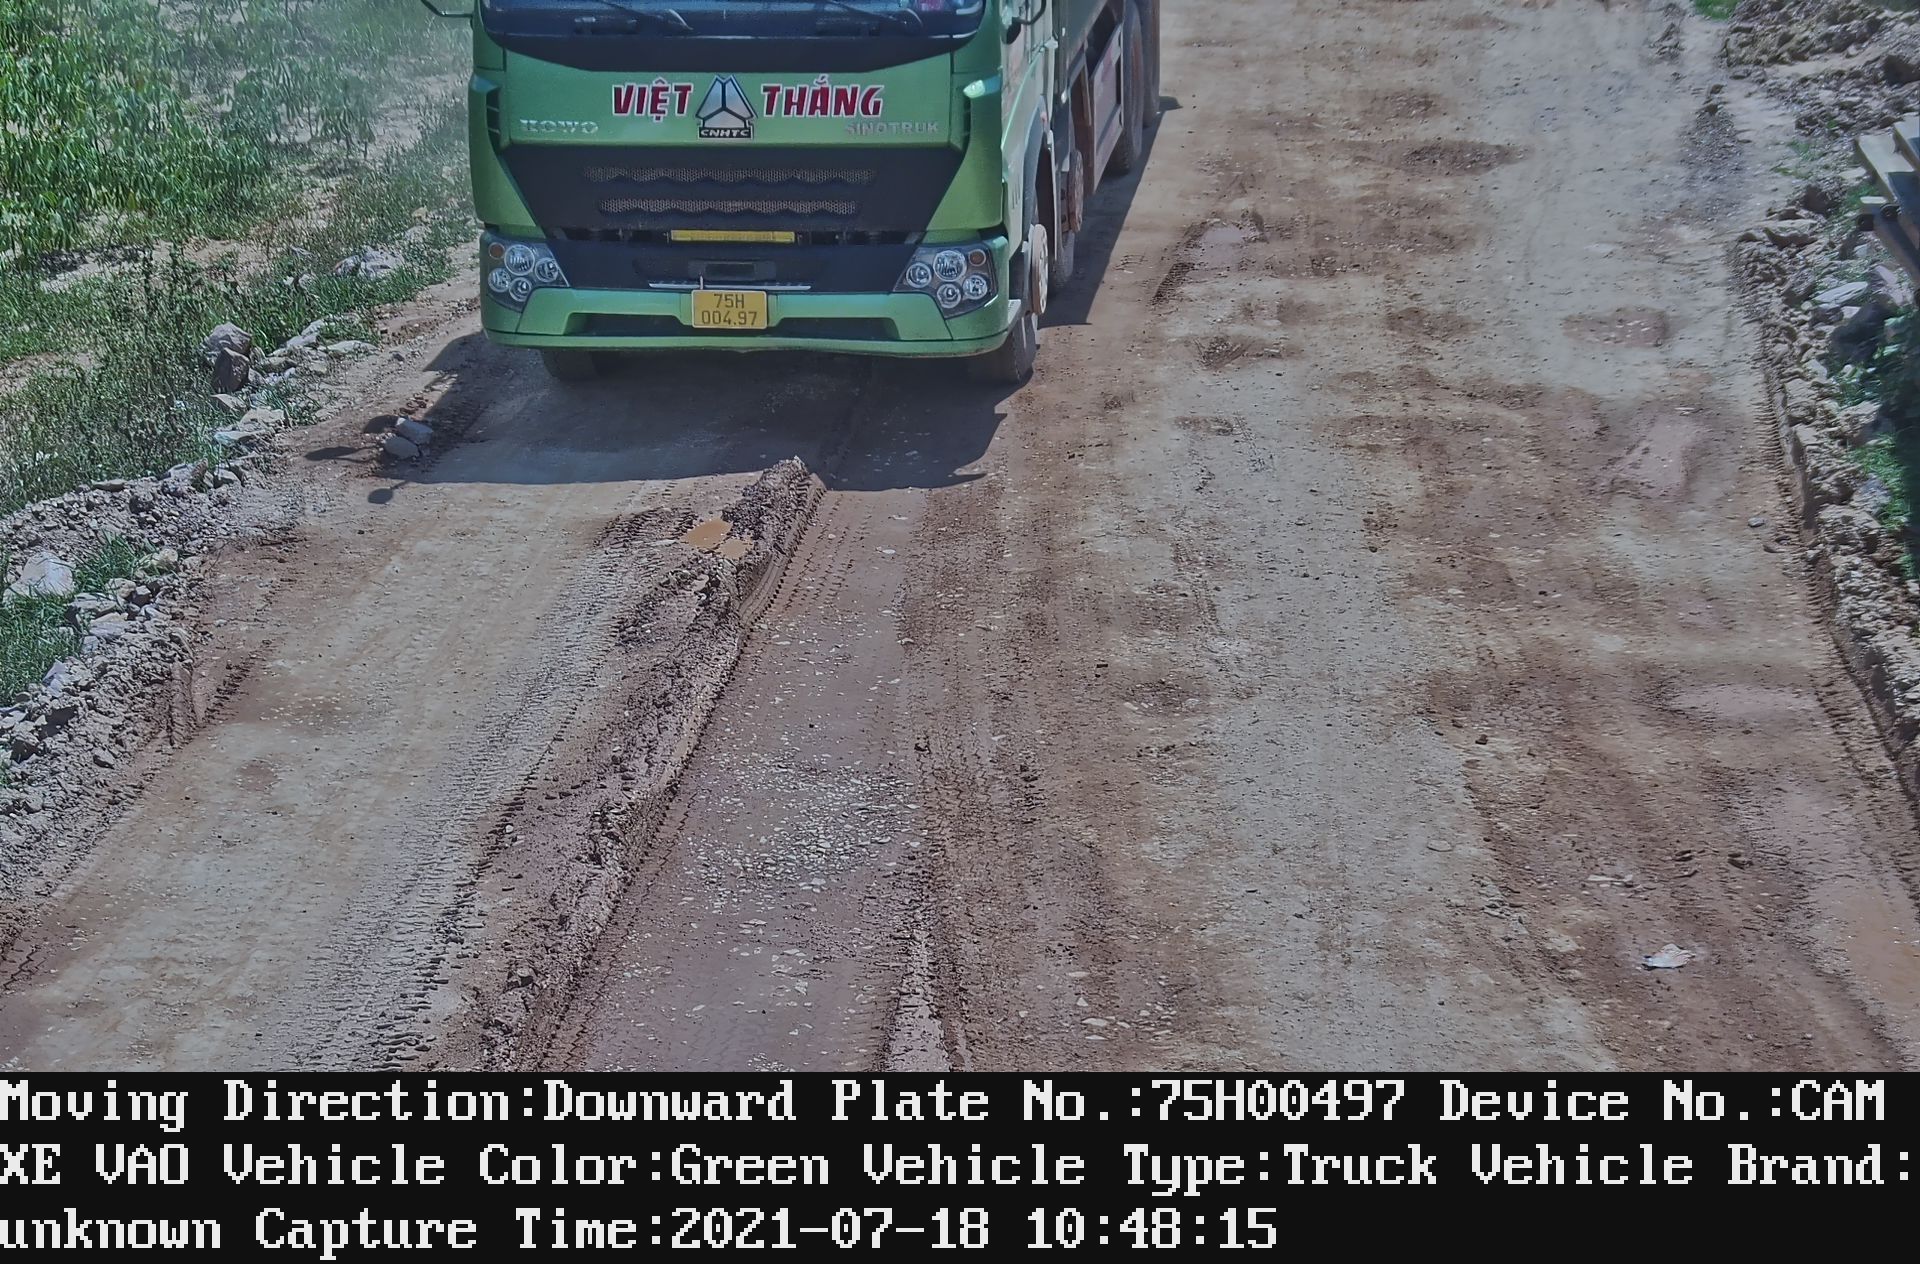 VIỆT THẮNG
CNHTC
HOWO SINOTRUK
75H
004.97
Moving Direction:Downward Plate No.:75H00497 Device No.:CAM
XE VAO Vehicle Color:Green Vehicle Type:Truck Vehicle Brand:
unknown Capture Time:2021-07-18 10:48:15